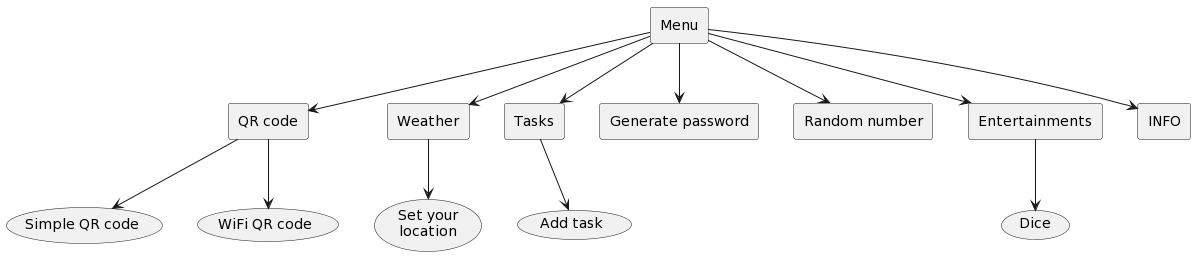 Menu
QR code
Weather
Tasks
Generate password
Random number
Entertainments
INFO
Simple QR code
WiFi QR code
Set your
location
Add task
Dice